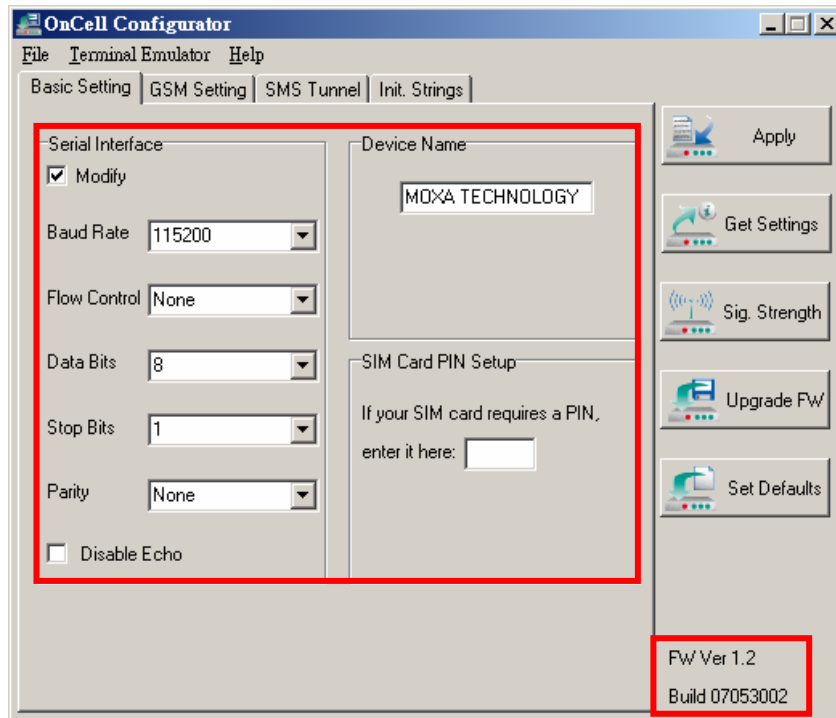 OnCell Configurator
File Terminal Emulator Help
Basic Setting GSM Setting SMS Tunnel Init. Strings
Serial Interface
Modify
Baud Rate 115200
Flow Control None
Data Bits 8
Stop Bits 1
Parity None
Disable Echo
Device Name
MOXA TECHNOLOGY
SIM Card PIN Setup
If your SIM card requires a PIN,
enter it here:
Apply
Get Settings
Sig. Strength
Upgrade FW
Set Defaults
FW Ver 1.2
Build 07053002